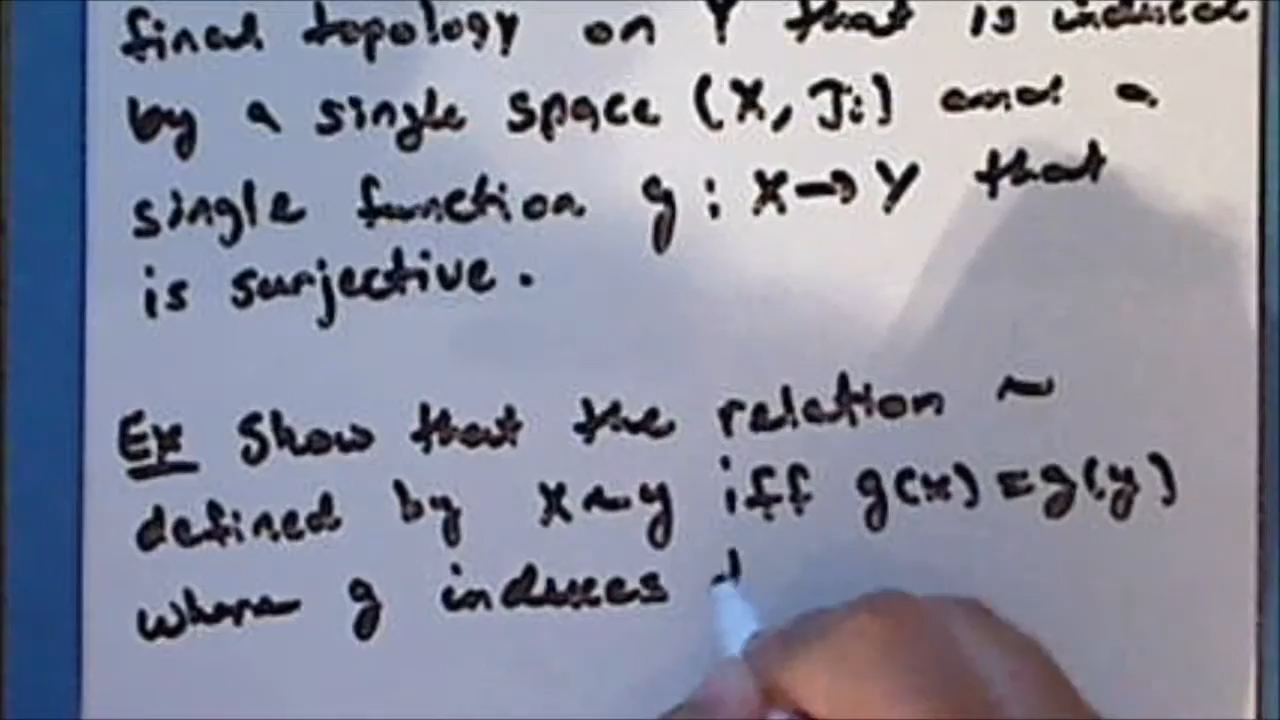 final topology on Y that is induced
by a single space (X, Ji) and a
single function g : X → Y that
is surjective.
Ex Show that the relation ~
defined by x~y iff g(x) = g(y)
where g induces